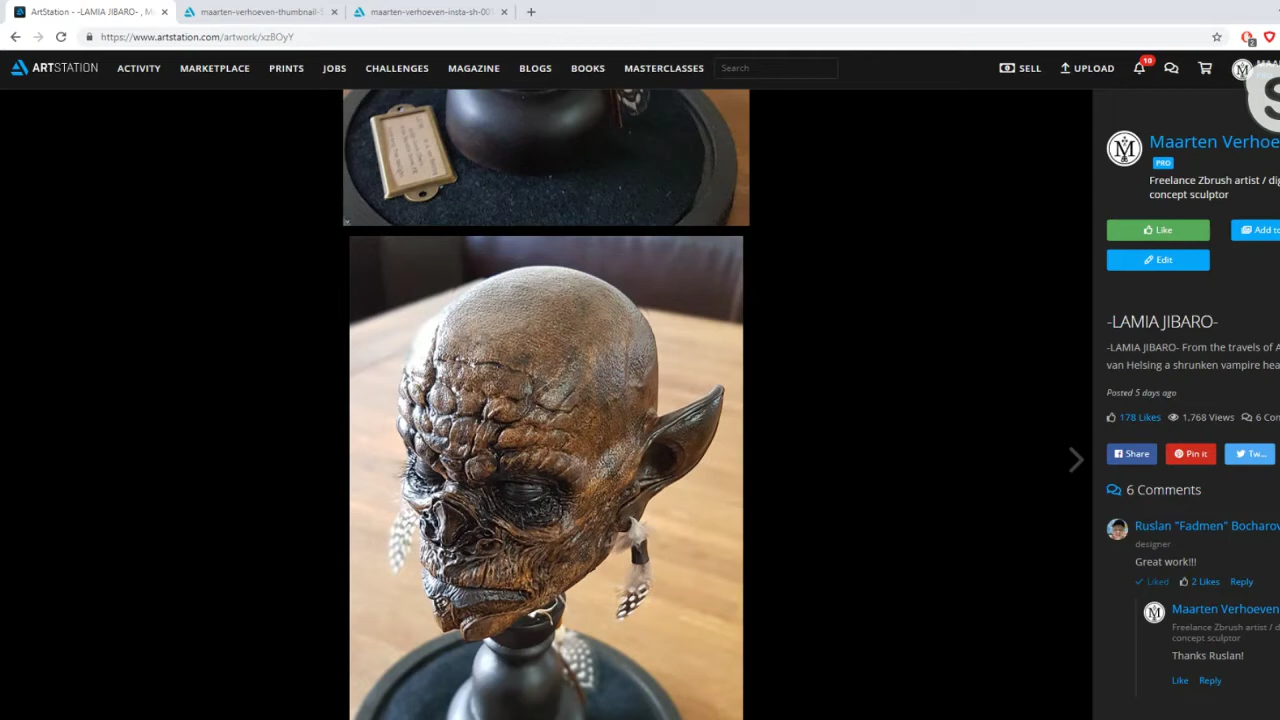 ArtStation - -LAMIA JIBARO- , M
maarten-verhoeven-thumbnail-
maarten-verhoeven-insta-sh-00
https://www.artstation.com/artwork/xzBOyY
2
ARTSTATION
ACTIVITY
MARKETPLACE
PRINTS
JOBS
CHALLENGES
MAGAZINE
BLOGS
BOOKS
MASTERCLASSES
Search
SELL
UPLOAD
10
M
S
M
Maarten Verhoe
PRO
Freelance Zbrush artist / di
concept sculptor
Like
Add to
Edit
-LAMIA JIBARO-
-LAMIA JIBARO- From the travels of A
van Helsing a shrunken vampire hea
Posted 5 days ago
178 Likes
1,768 Views
6 Con
Share
Pin it
Tw...
6 Comments
Ruslan "Fadmen" Bocharov
designer
Great work!!!
Liked
2 Likes
Reply
M
Maarten Verhoeven
Freelance Zbrush artist /
concept sculptor
Thanks Ruslan!
Like
Reply